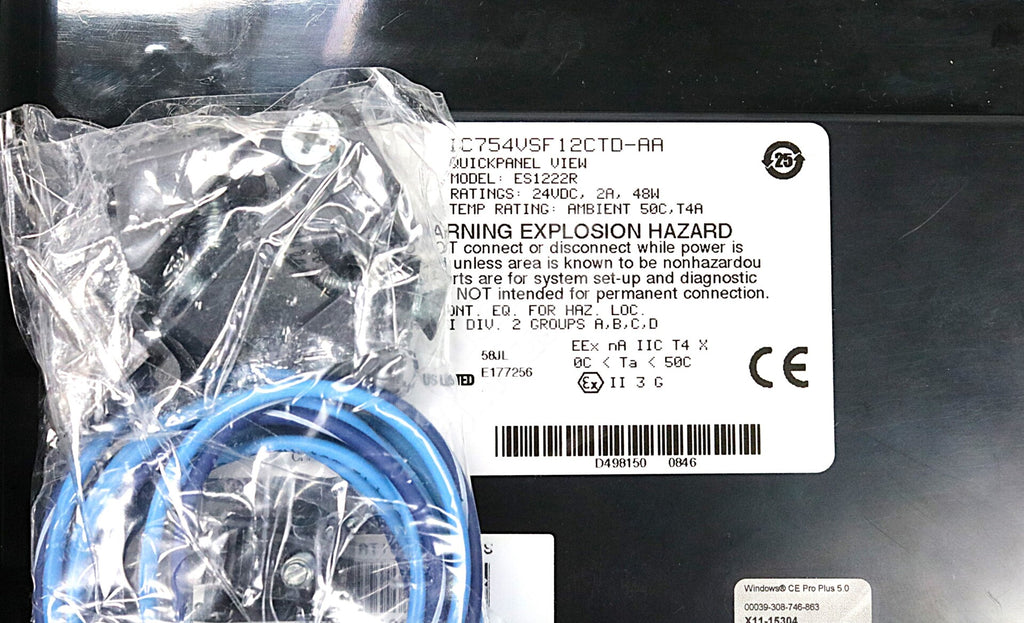 IC754VSF12CTD-AA
QUICKPANEL VIEW
MODEL: ES1222R
RATINGS: 24VDC, 2A, 48W
TEMP RATING: AMBIENT 50C,T4A
25
ARNING EXPLOSION HAZARD
OT connect or disconnect while power is
unless area is known to be nonhazardou
rts are for system set-up and diagnostic
NOT intended for permanent connection.
ONT. EQ. FOR HAZ. LOC.
I DIV. 2 GROUPS A,B,C,D
EEx nA IIC T4 X
58JL
0C < Ta < 50C
E177256
US LISTED
Ex II 3 G
CE
D498150 0846
S
Windows® CE Pro Plus 5.0
00039-308-746-863
X11-15304